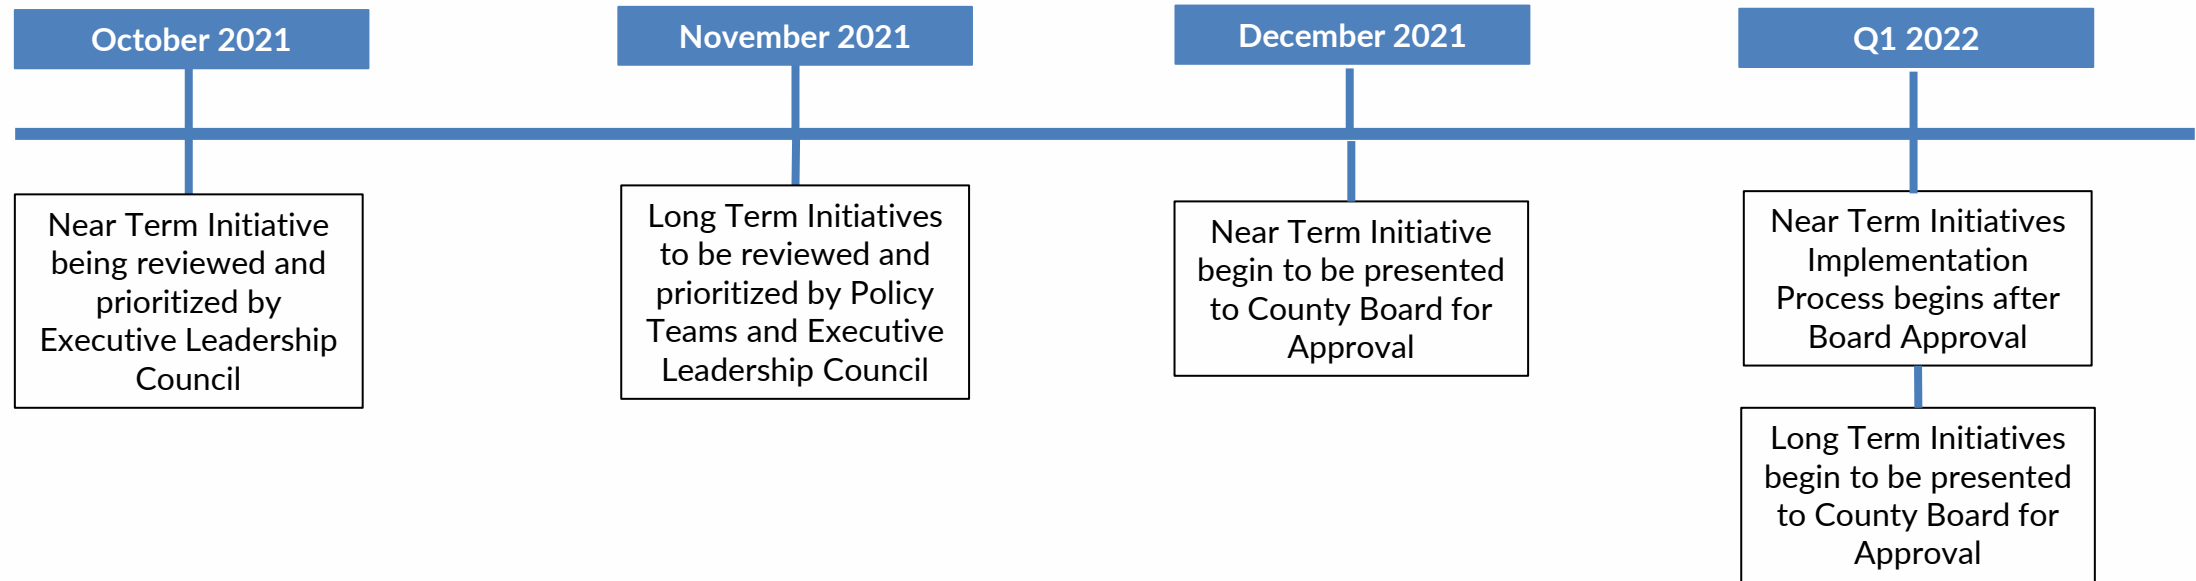 October 2021
Near Term Initiative
being reviewed and
prioritized by
Executive Leadership
Council
November 2021
Long Term Initiatives
to be reviewed and
prioritized by Policy
Teams and Executive
Leadership Council
December 2021
Near Term Initiative
begin to be presented
to County Board for
Approval
Q1 2022
Near Term Initiatives
Implementation
Process begins after
Board Approval
Long Term Initiatives
begin to be presented
to County Board for
Approval